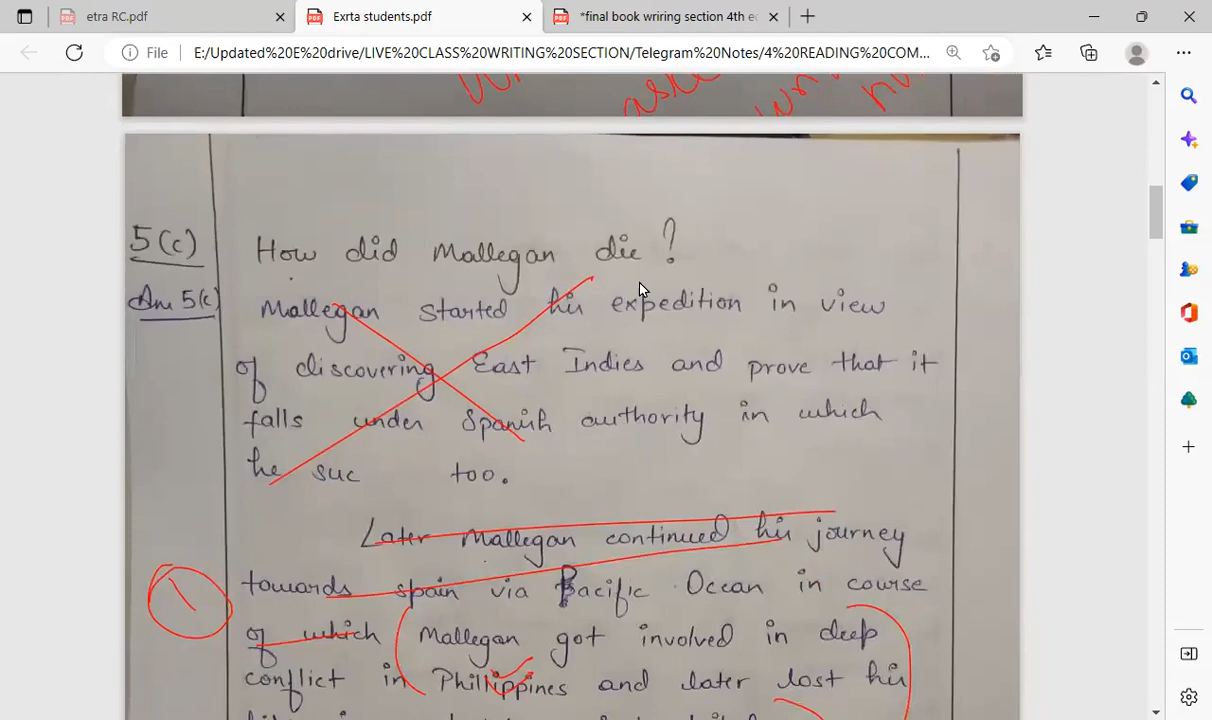 etra RC.pdf
Exrta students.pdf
*final book wriring section 4th ec
File
E:/Updated%20E%20drive/LIVE%20CLASS%20WRITING%20SECTION/Telegram%20Notes/4%20READING%20COM...
5(c)
How did Mallegan die?
Ans 5(c)
Mallegan started his expedition in view
of discovering East Indies and prove that it
falls under Spanish authority in which
he suc too.
Later Mallegan continued his journey
towards spain via Pacific Ocean in course
of which Mallegan got involved in deep
conflict in Phillippines and later lost his